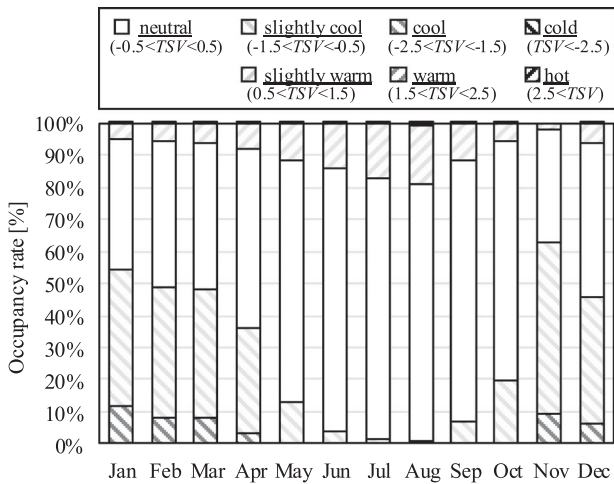 neutral slightly cool cool cold
(-0.5<TSV<0.5) (-1.5<TSV<-0.5) (-2.5<TSV<-1.5) (TSV<-2.5)
slightly warm warm hot
(0.5<TSV<1.5) (1.5<TSV<2.5) (2.5<TSV)
Occupancy rate [%]
100%
90%
80%
70%
60%
50%
40%
30%
20%
10%
0%
Jan Feb Mar Apr May Jun Jul Aug Sep Oct Nov Dec